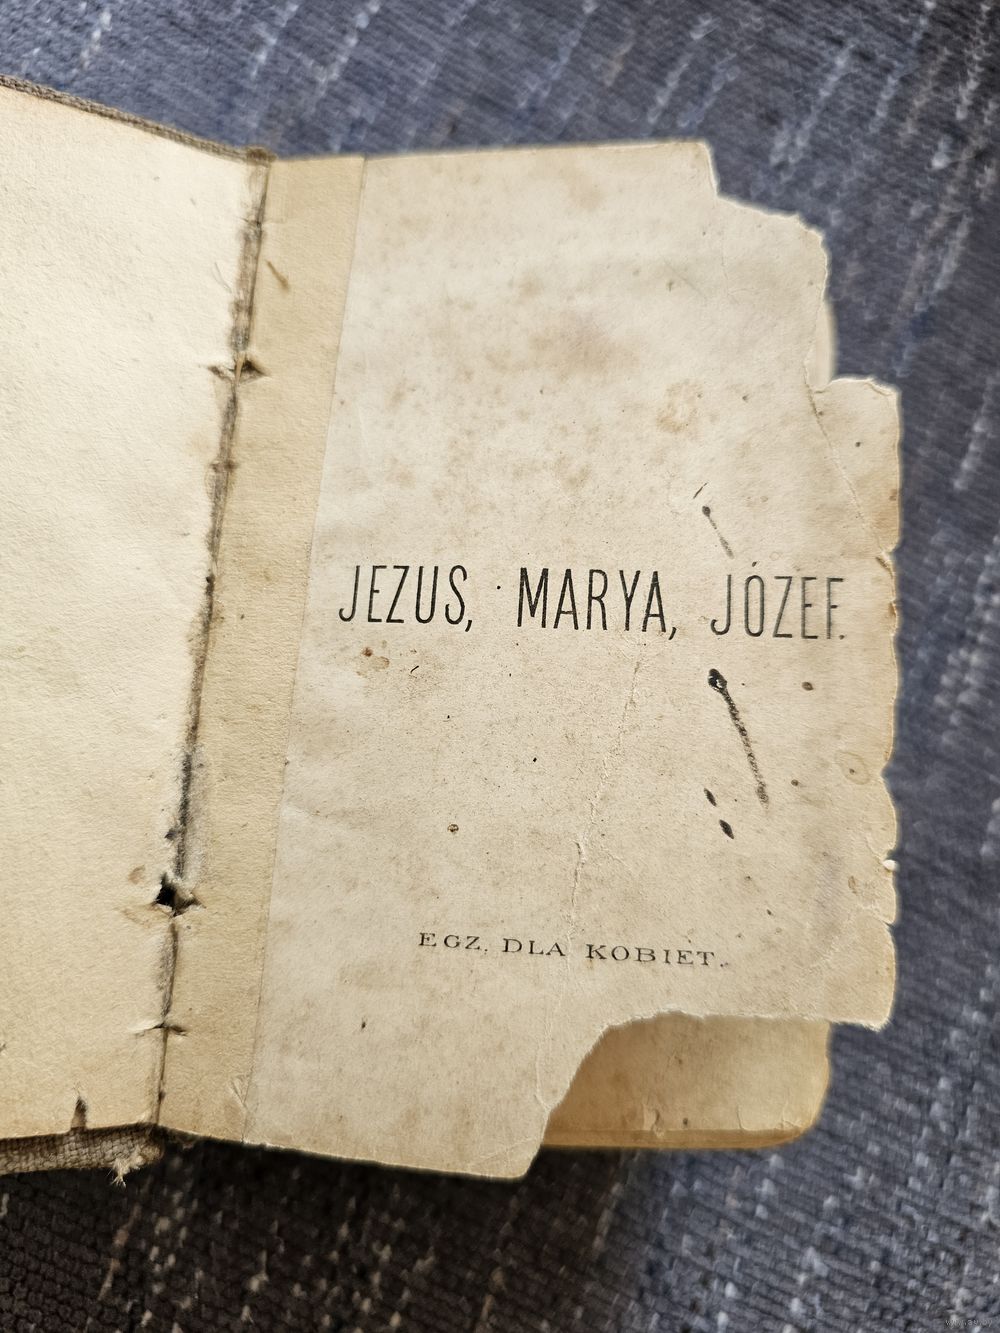 JEZUS, MARYA, JÓZEF.
EGZ. DLA KOBIET.